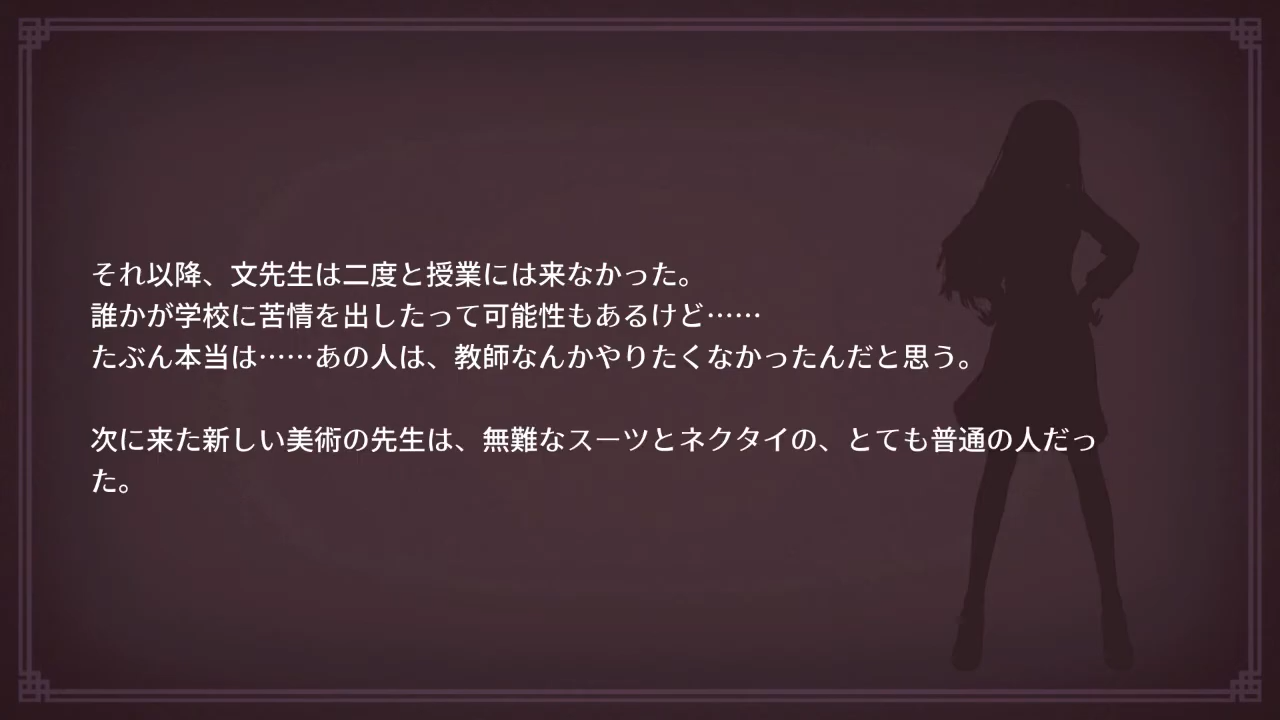 それ以降、文先生は二度と授業には来なかった。
誰かが学校に苦情を出したって可能性もあるけど……
たぶん本当は……あの人は、教師なんかやりたくなかったんだと思う。
次に来た新しい美術の先生は、無難なスーツとネクタイの、とても普通の人だっ
た。